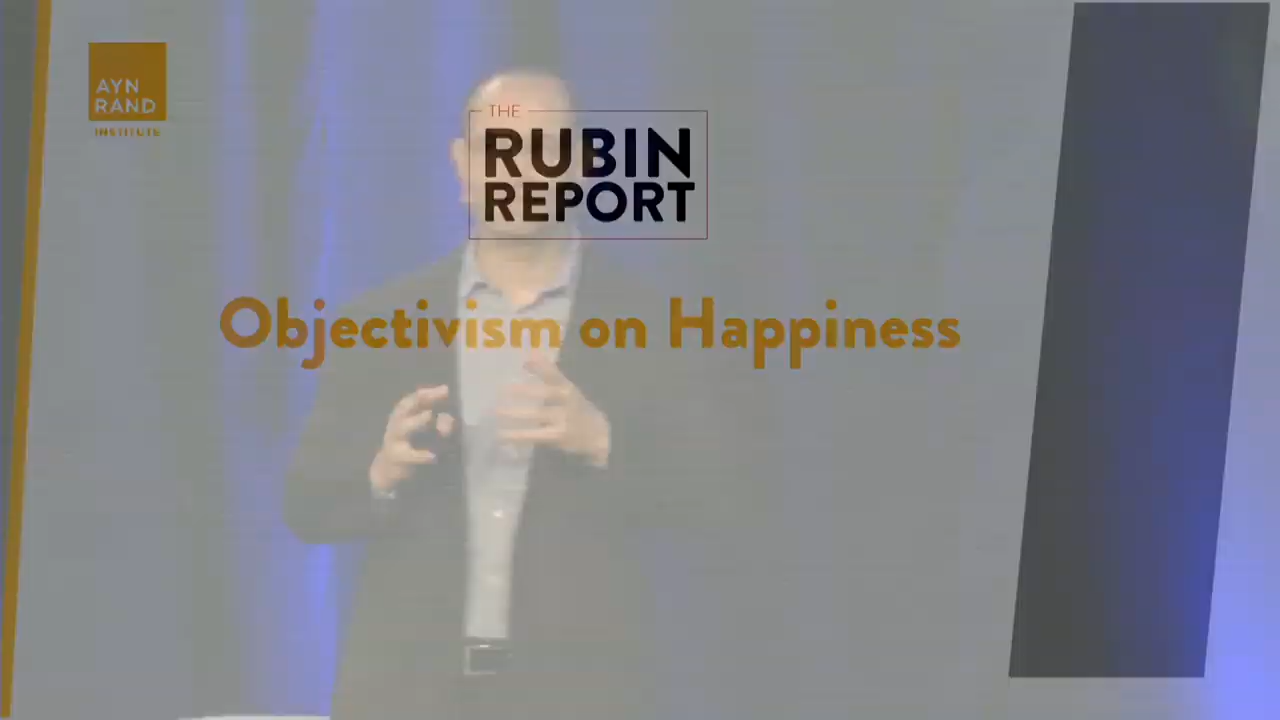 AYN
RAND
INSTITUTE
THE
RUBIN
REPORT
Objectivism on Happiness